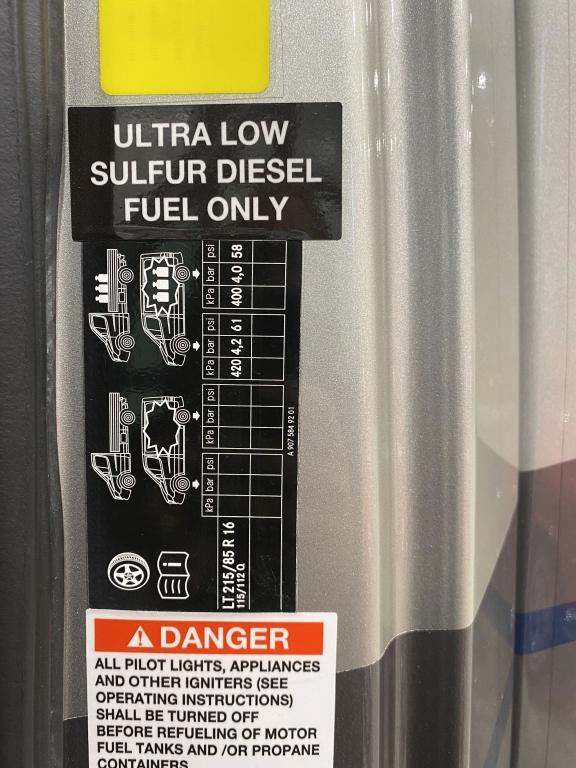 ULTRA LOW
SULFUR DIESEL
FUEL ONLY
LT 215/85 R 16
115/112 Q
kPa bar psi
kPa bar psi
kPa bar psi
420 4,2 61
kPa bar psi
400 4,0 58
A 907 584 92 01
i
DANGER
ALL PILOT LIGHTS, APPLIANCES
AND OTHER IGNITERS (SEE
OPERATING INSTRUCTIONS)
SHALL BE TURNED OFF
BEFORE REFUELING OF MOTOR
FUEL TANKS AND /OR PROPANE
CONTAINERS